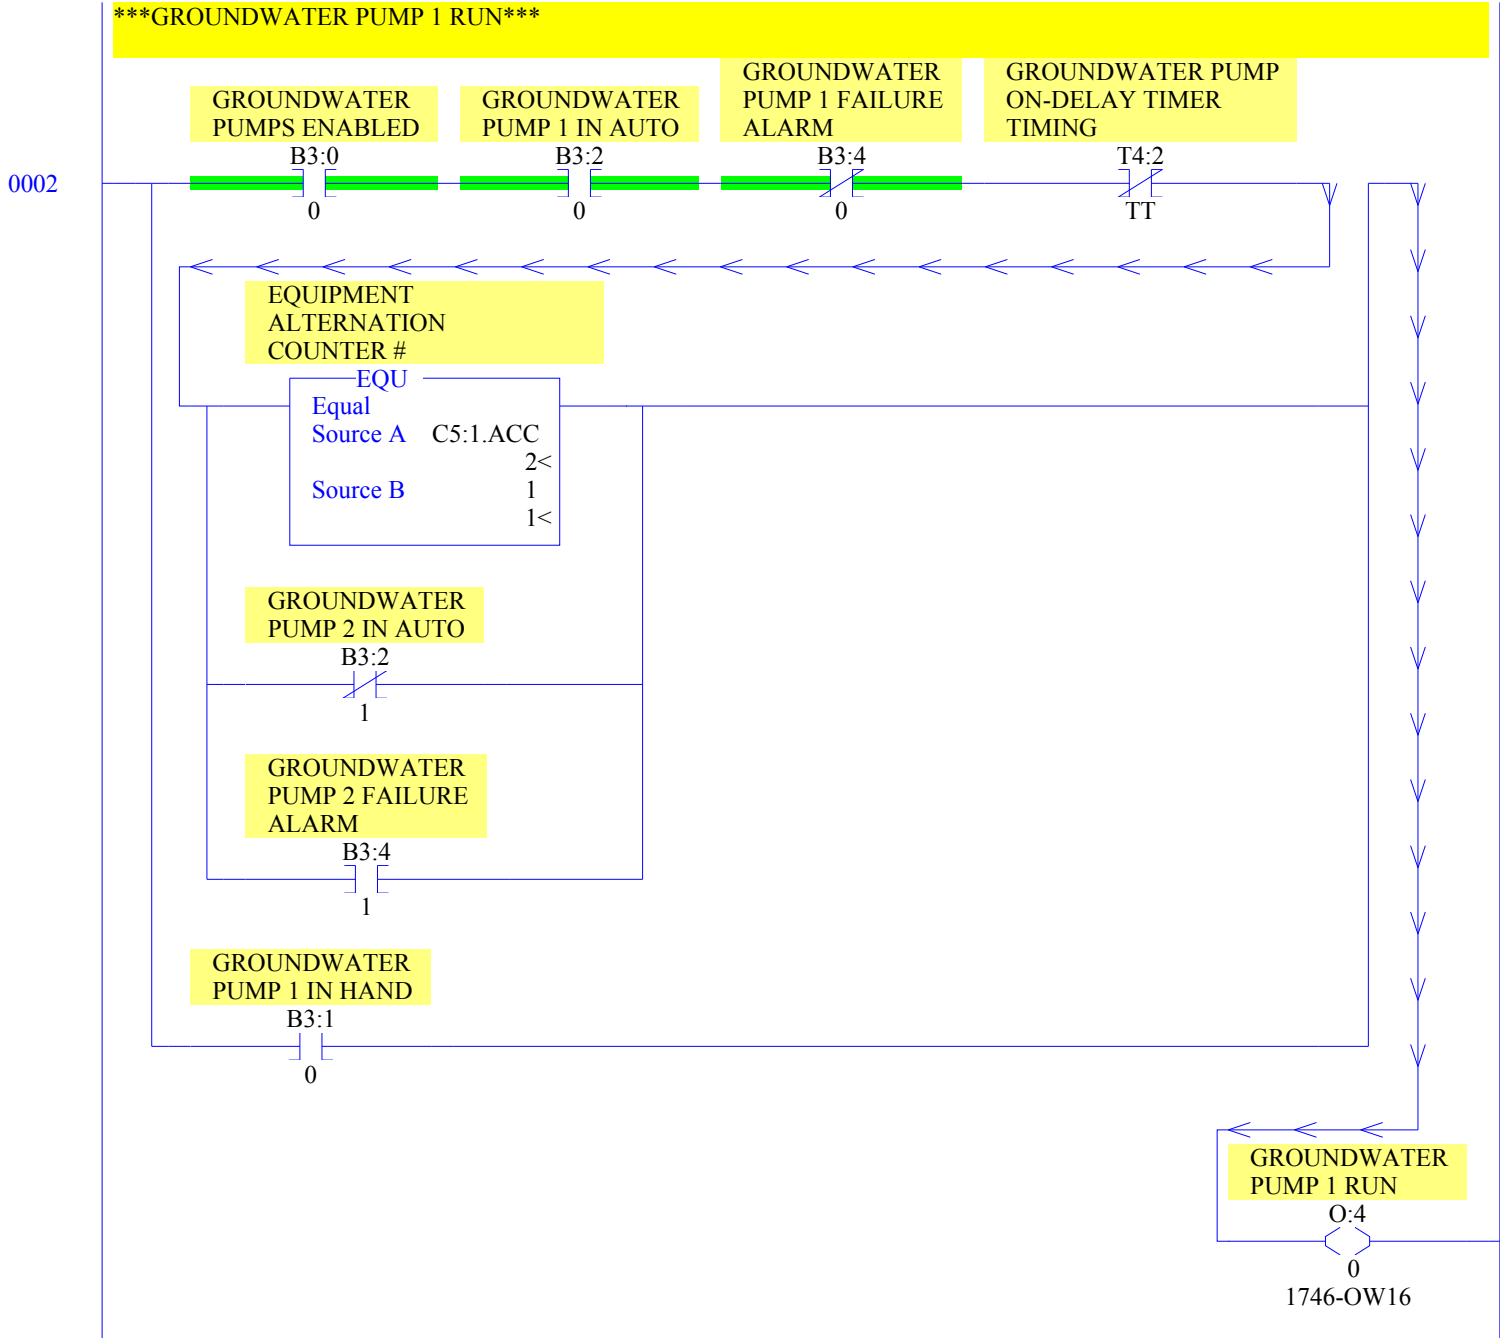 ***GROUNDWATER PUMP 1 RUN***
GROUNDWATER
PUMPS ENABLED
B3:0
0
GROUNDWATER
PUMP 1 IN AUTO
B3:2
0
GROUNDWATER
PUMP 1 FAILURE
ALARM
B3:4
0
GROUNDWATER PUMP
ON-DELAY TIMER
TIMING
T4:2
TT
0002
EQUIPMENT
ALTERNATION
COUNTER #
EQU
Equal
Source A C5:1.ACC
2<
Source B 1
1<
GROUNDWATER
PUMP 2 IN AUTO
B3:2
1
GROUNDWATER
PUMP 2 FAILURE
ALARM
B3:4
1
GROUNDWATER
PUMP 1 IN HAND
B3:1
0
GROUNDWATER
PUMP 1 RUN
O:4
0
1746-OW16